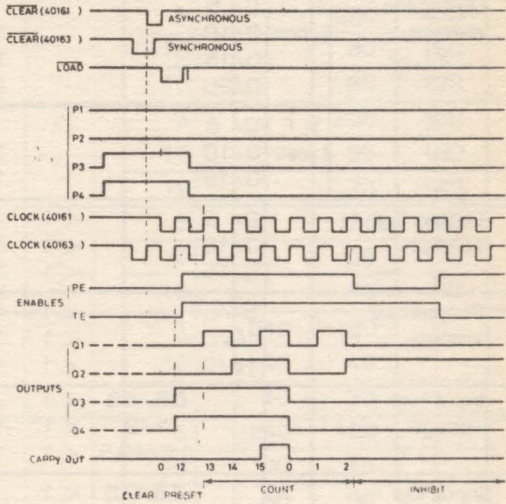 CLEAR (40161 )
ASYNCHRONOUS
CLEAR (40163 )
SYNCHRONOUS
LOAD
P1
P2
P3
P4
CLOCK (40161 )
CLOCK (40163 )
PE
ENABLES
TE
Q1
Q2
OUTPUTS
Q3
Q4
CARRY OUT
0 12 13 14 15 0 1 2
CLEAR PRESET COUNT INHIBIT